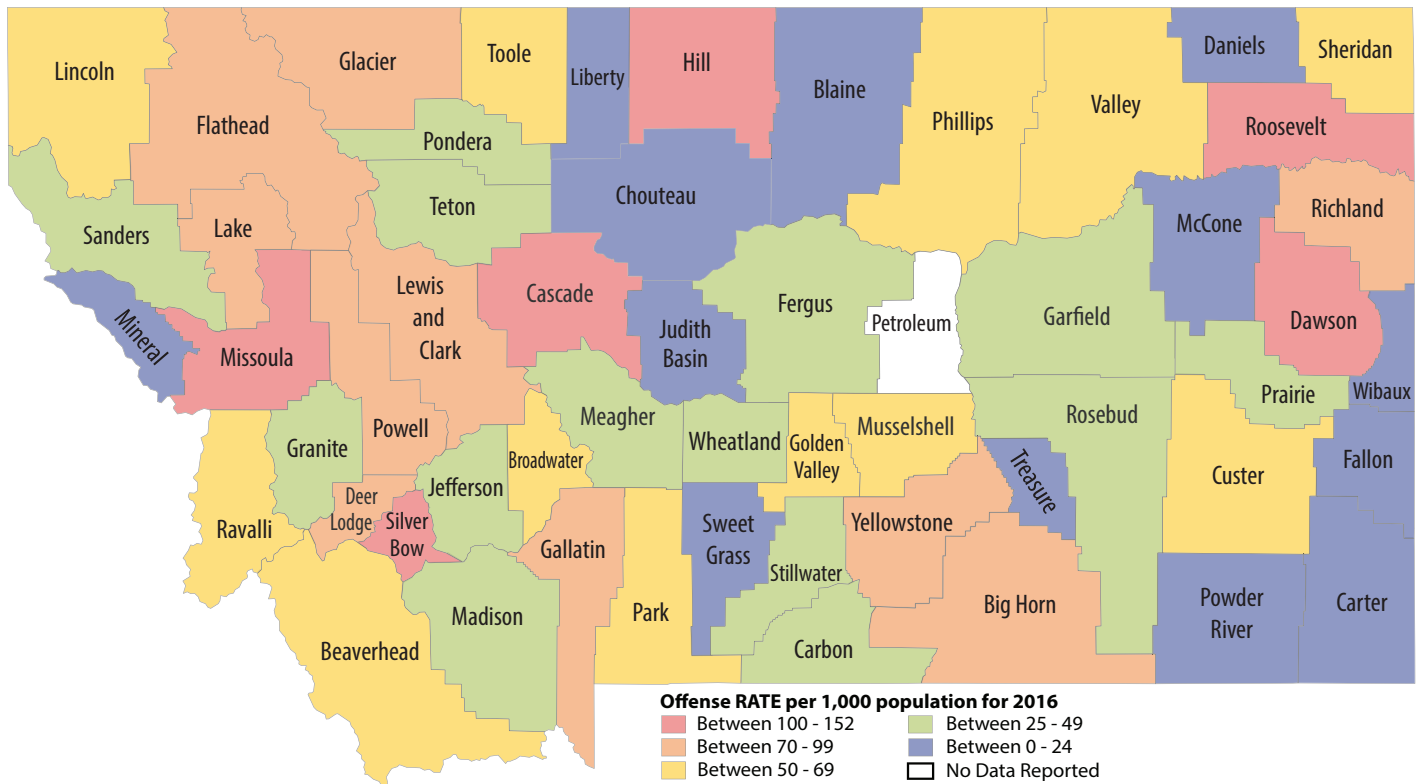 Lincoln
Flathead
Glacier
Toole
Liberty
Hill
Blaine
Phillips
Valley
Daniels
Sheridan
Roosevelt
Pondera
Teton
Chouteau
Sanders
Lake
McCone
Richland
Mineral
Missoula
Lewis
and
Clark
Cascade
Judith
Basin
Fergus
Petroleum
Garfield
Dawson
Prairie
Wibaux
Granite
Powell
Meagher
Wheatland
Golden
Valley
Musselshell
Rosebud
Treasure
Custer
Fallon
Broadwater
Jefferson
Deer
Lodge
Silver
Bow
Ravalli
Gallatin
Sweet
Grass
Yellowstone
Stillwater
Park
Big Horn
Powder
River
Carter
Madison
Beaverhead
Carbon
Offense RATE per 1,000 population for 2016
Between 100 - 152
Between 70 - 99
Between 50 - 69
Between 25 - 49
Between 0 - 24
No Data Reported